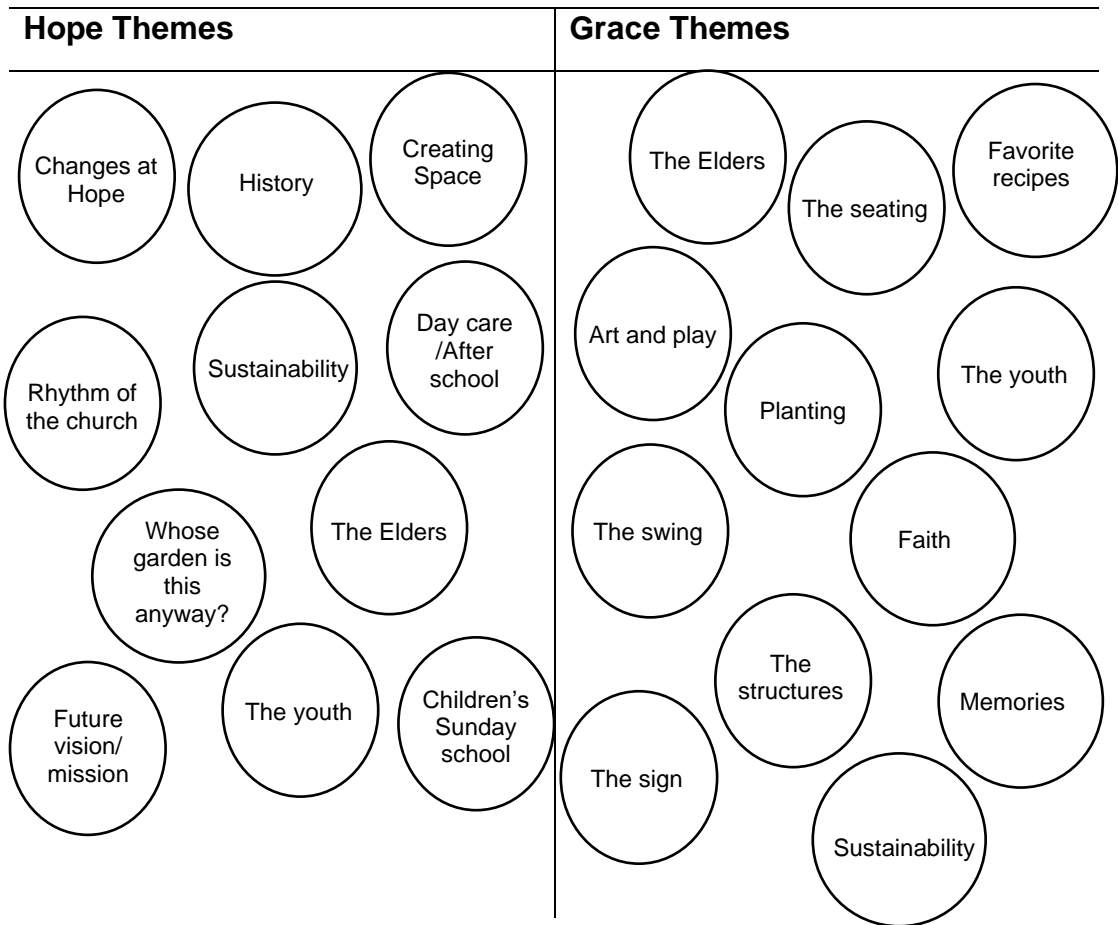 Hope Themes
Changes at
Hope
History
Creating
Space
Rhythm of
the church
Sustainability
Day care
/After
school
Whose
garden is
this
anyway?
The Elders
Future
vision/
mission
The youth
Children’s
Sunday
school
Grace Themes
The Elders
The seating
Favorite
recipes
Art and play
Planting
The youth
The swing
Faith
The
structures
Memories
The sign
Sustainability